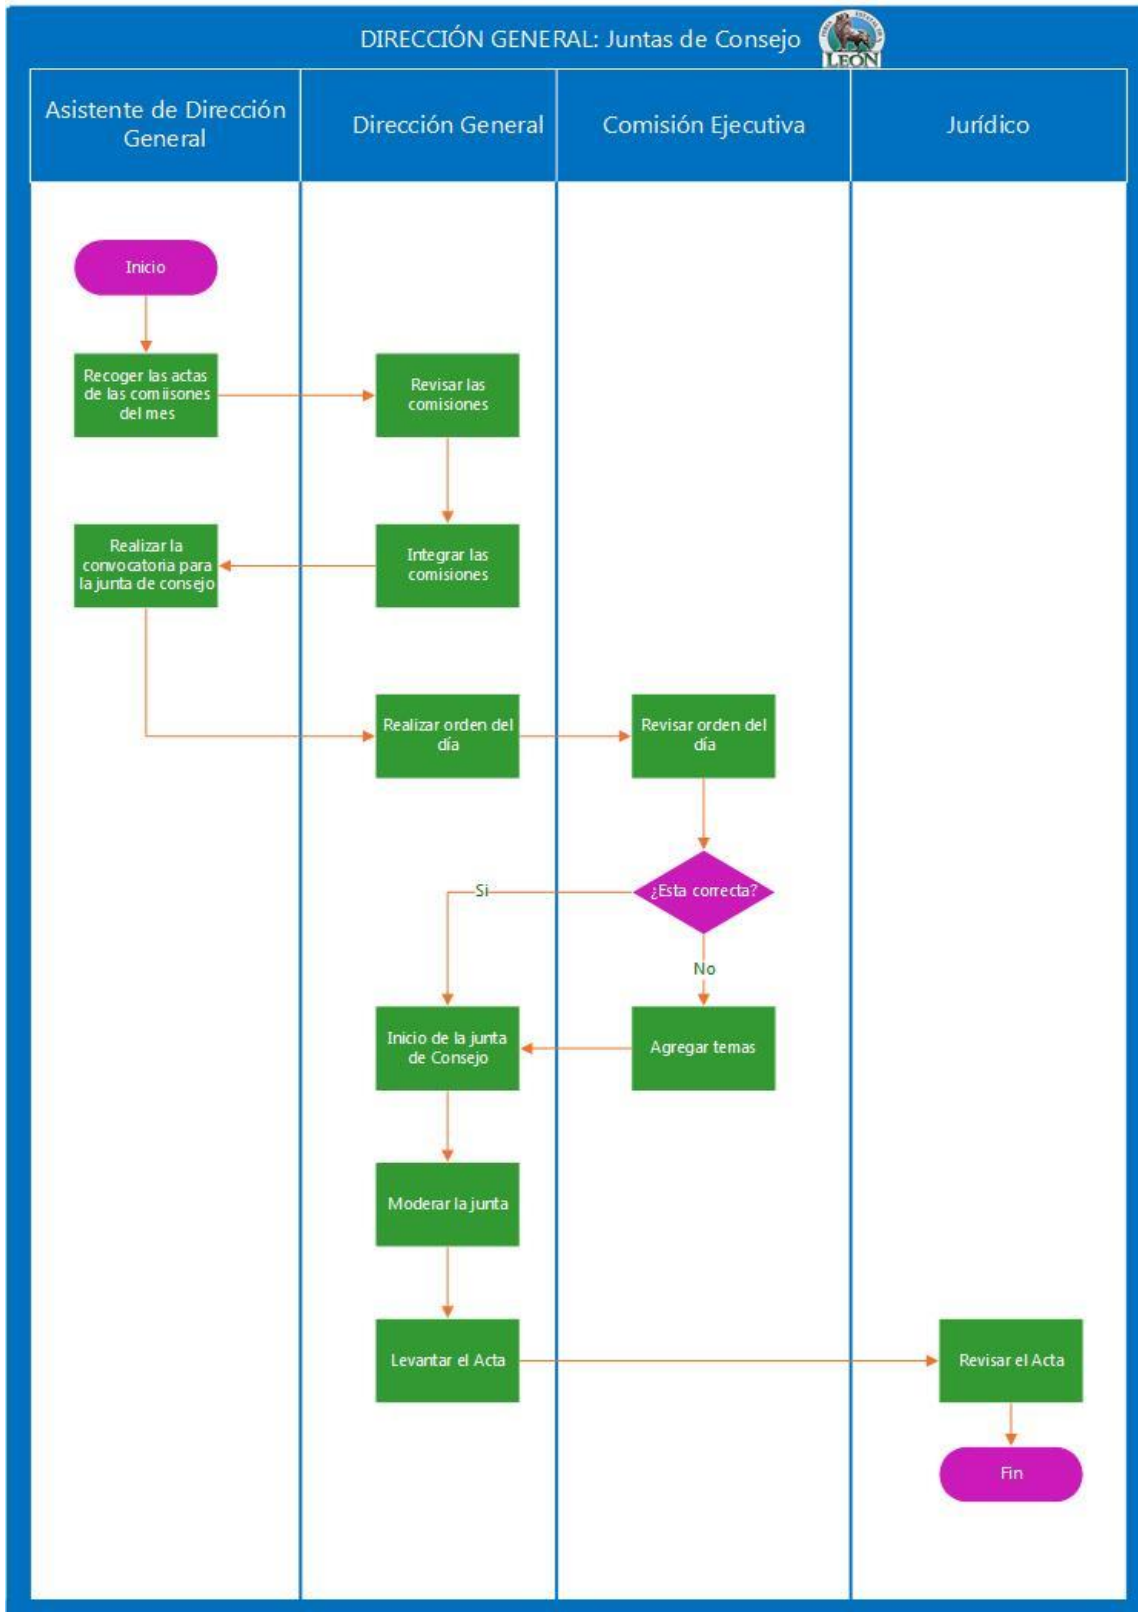 DIRECCIÓN GENERAL: Juntas de Consejo
LEÓN
Asistente de Dirección
General
Dirección General
Comisión Ejecutiva
Jurídico
Inicio
Recoger las actas
de las comiisones
del mes
Revisar las
comisiones
Realizar la
convocatoria para
la junta de consejo
Integrar las
comisiones
Realizar orden del
día
Revisar orden del
día
¿Esta correcta?
Si
No
Inicio de la junta
de Consejo
Agregar temas
Moderar la junta
Levantar el Acta
Revisar el Acta
Fin